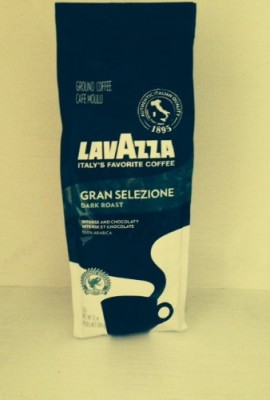 GROUND COFFEE
CAFÉ MOULU
AUTHENTIC ITALIAN QUALITY
1895
LAVAZZA
ITALY'S FAVORITE COFFEE
GRAN SELEZIONE
DARK ROAST
INTENSE AND CHOCOLATY
INTENSE ET CHOCOLATÉ
100% ARABICA